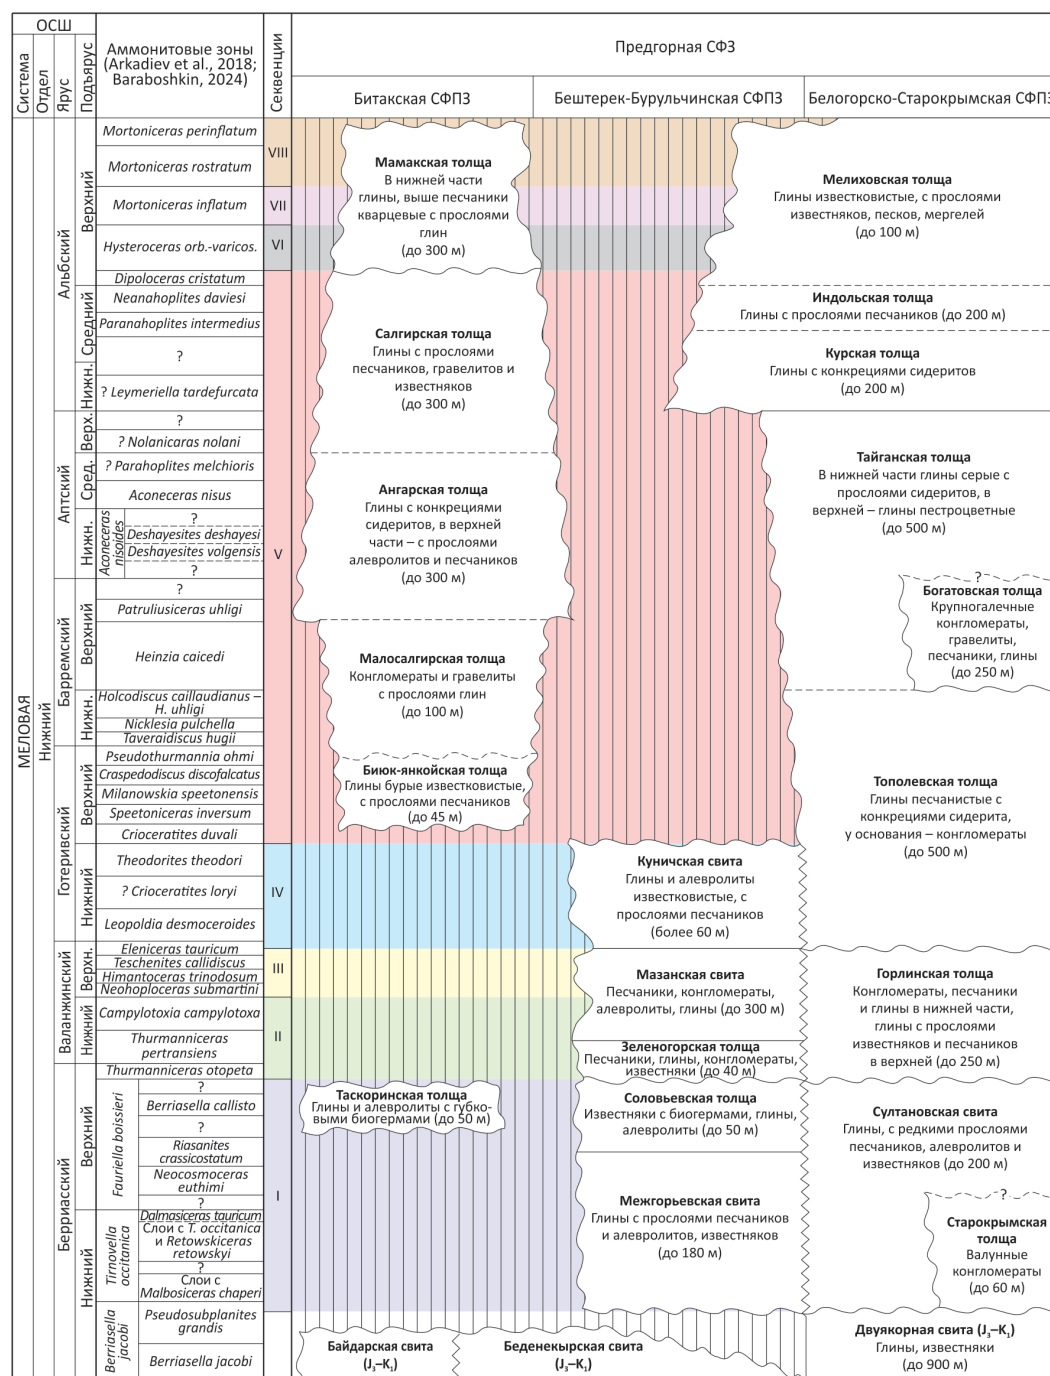 ОСШ
Система
Отдел
Ярус
Подъярус
Аммонитовые зоны
(Arkadiev et al., 2018;
Baraboshkin, 2024)
Секвенции
Предгорная СФЗ
Битакская СФПЗ
Бештерек-Бурульчинская СФПЗ
Белогорско-Старокрымская СФПЗ
МЕЛОВАЯ
Нижний
Альбский
Верхний
Средний
Нижн.
Аптский
Верх.
Сред.
Нижн.
Барремский
Верхний
Нижн.
Готеривский
Верхний
Нижний
Валанжинский
Верхн.
Нижний
Берриасский
Верхний
Нижний
Mortoniceras perinflatum
Mortoniceras rostratum
Mortoniceras inflatum
Hysteroceras orb.-varicos.
Dipoloceras cristatum
Neanahoplites daviesi
Paranahoplites intermedius
?
? Leymeriella tardefurcata
?
? Nolanicaras nolani
? Parahoplites melchioris
Aconeceras nisus
Aconeceras
nisoides
?
Deshayesites deshayesi
Deshayesites volgensis
?
?
Patruliusiceras uhligi
Heinzia caicedi
Holcodiscus caillaudianus –
H. uhligi
Nicklesia pulchella
Taveraidiscus hugii
Pseudothurmannia ohmi
Craspedodiscus discofalcatus
Milanowskia speetonensis
Speetoniceras inversum
Crioceratites duvali
Theodorites theodori
? Crioceratites loryi
Leopoldia desmoceroides
Eleniceras tauricum
Teschenites callidiscus
Himantoceras trinodosum
Neohoploceras submartini
Campylotoxia campylotoxa
Thurmanniceras
pertransiens
Thurmanniceras otopeta
Fauriella boissieri
?
Berriasella callisto
?
Riasanites
crassicostatum
Neocosmoceras
euthimi
?
Tirnovella
occitanica
Dalmasiceras tauricum
Слои с T. occitanica
и Retowskiceras
retowskyi
?
Слои с
Malbosiceras chaperi
Berriasella
jacobi
Pseudosubplanites
grandis
Berriasella jacobi
VIII
VII
VI
V
IV
III
II
I
Мамакская толща
В нижней части
глины, выше песчаники
кварцевые с прослоями
глин
(до 300 м)
Салгирская толща
Глины с прослоями
песчаников, гравелитов и
известняков
(до 300 м)
Ангарская толща
Глины с конкрециями
сидеритов, в верхней
части – с прослоями
алевролитов и песчаников
(до 300 м)
Малосалгирская толща
Конгломераты и гравелиты
с прослоями глин
(до 100 м)
Биюк-янкойская толща
Глины бурые известковистые,
с прослоями песчаников
(до 45 м)
Таскоринская толща
Глины и алевролиты с губко-
выми биогермами (до 50 м)
Байдарская свита
(J₃–K₁)
Беденекырская свита
(J₃–K₁)
Куничская свита
Глины и алевролиты
известковистые, с
прослоями песчаников
(более 60 м)
Мазанская свита
Песчаники, конгломераты,
алевролиты, глины (до 300 м)
Зеленогорская толща
Песчаники, глины, конгломераты,
известняки (до 40 м)
Соловьевская толща
Известняки с биогермами, глины,
алевролиты (до 50 м)
Межгорьевская свита
Глины с прослоями песчаников
и алевролитов, известняков
(до 180 м)
Мелиховская толща
Глины известковистые, с прослоями
известняков, песков, мергелей
(до 100 м)
Индольская толща
Глины с прослоями песчаников (до 200 м)
Курская толща
Глины с конкрециями сидеритов
(до 200 м)
Тайганская толща
В нижней части глины серые с
прослоями сидеритов, в
верхней – глины пестроцветные
(до 500 м)
?
Богатовская толща
Крупногалечные
конгломераты,
гравелиты,
песчаники, глины
(до 250 м)
Тополевская толща
Глины песчанистые с
конкрециями сидерита,
у основания – конгломераты
(до 500 м)
Горлинская толща
Конгломераты, песчаники
и глины в нижней части,
глины с прослоями
известняков и песчаников
в верхней (до 250 м)
Султановская свита
Глины, с редкими прослоями
песчаников, алевролитов и
известняков (до 200 м)
?
Старокрымская
толща
Валунные
конгломераты
(до 60 м)
Двуякорная свита (J₃–K₁)
Глины, известняки
(до 900 м)